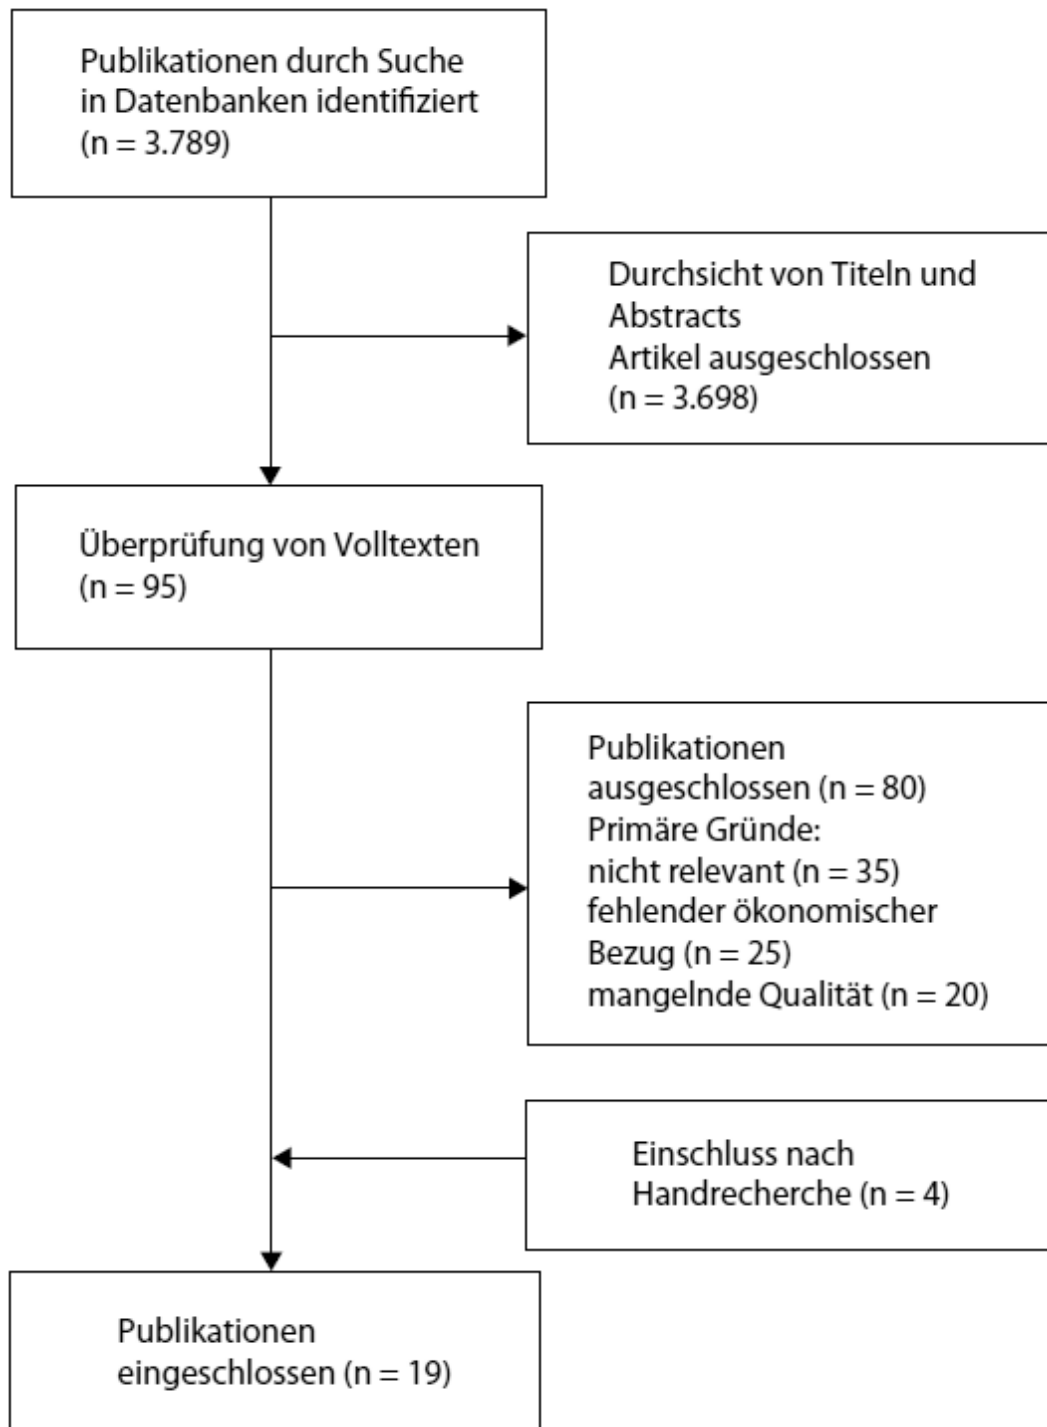 Publikationen durch Suche
in Datenbanken identifiziert
(n = 3.789)
Durchsicht von Titeln und
Abstracts
Artikel ausgeschlossen
(n = 3.698)
Überprüfung von Volltexten
(n = 95)
Publikationen
ausgeschlossen (n = 80)
Primäre Gründe:
nicht relevant (n = 35)
fehlender ökonomischer
Bezug (n = 25)
mangelnde Qualität (n = 20)
Einschluss nach
Handrecherche (n = 4)
Publikationen
eingeschlossen (n = 19)